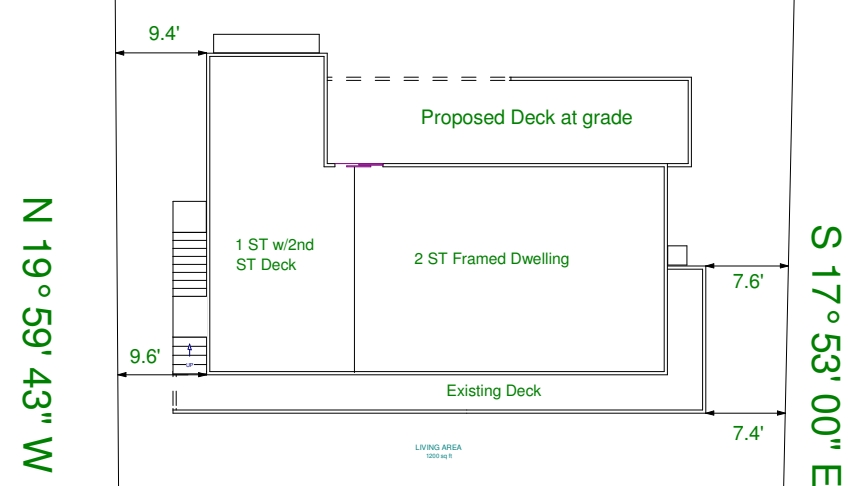 9.4'
Proposed Deck at grade
N 19° 59' 43" W
1 ST w/2nd
ST Deck
2 ST Framed Dwelling
S 17° 53' 00" E
7.6'
9.6'
UP
Existing Deck
7.4'
LIVING AREA
1200 sq ft